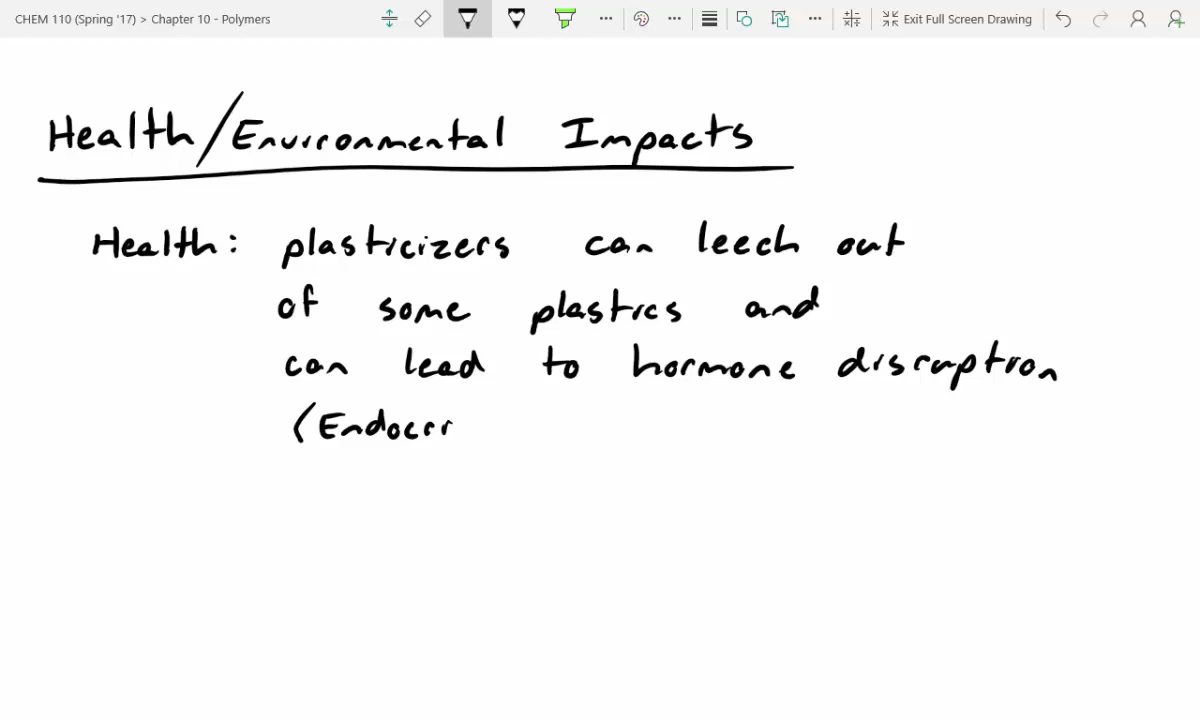 CHEM 110 (Spring '17) > Chapter 10 - Polymers
Exit Full Screen Drawing
Health/Environmental Impacts
Health: plasticizers can leech out
of some plastics and
can lead to hormone disruption
(Endocrr